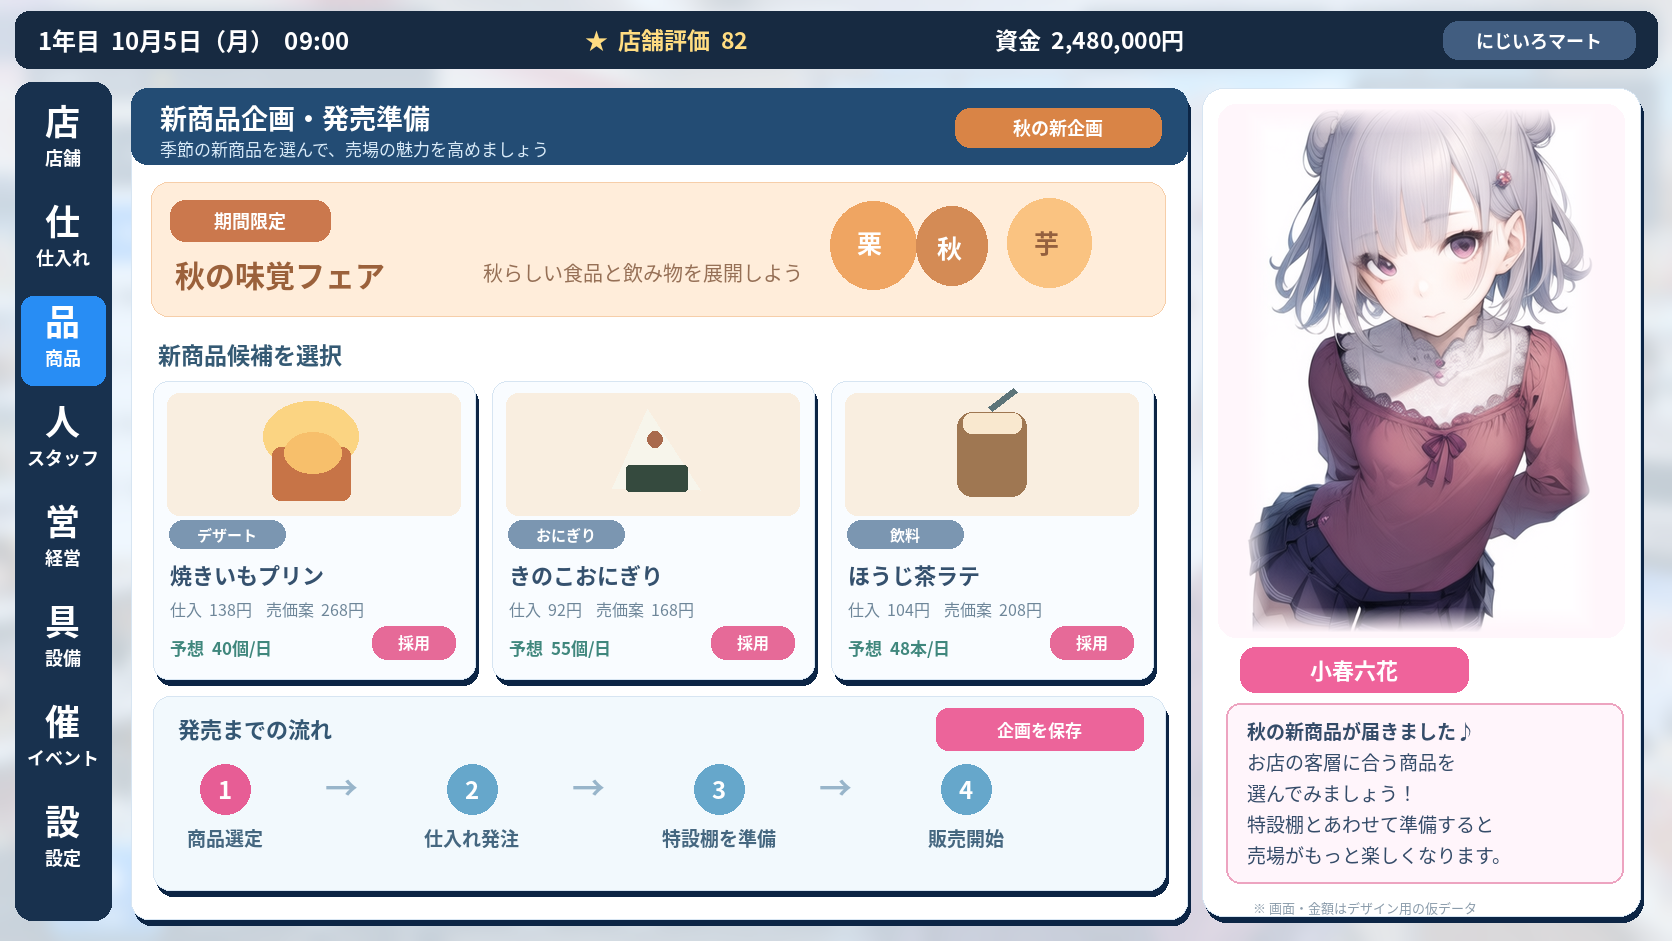 1年目 10月5日（月） 09:00
★ 店舗評価 82
資金 2,480,000円
にじいろマート
店
店舗
仕
仕入れ
品
商品
人
スタッフ
営
経営
具
設備
催
イベント
設
設定
新商品企画・発売準備
季節の新商品を選んで、売場の魅力を高めましょう
秋の新企画
期間限定
秋の味覚フェア
秋らしい食品と飲み物を展開しよう
栗
秋
芋
新商品候補を選択
デザート
焼きいもプリン
仕入 138円 売価案 268円
予想 40個/日
採用
おにぎり
きのこおにぎり
仕入 92円 売価案 168円
予想 55個/日
採用
飲料
ほうじ茶ラテ
仕入 104円 売価案 208円
予想 48本/日
採用
発売までの流れ
企画を保存
1
→
2
→
3
→
4
商品選定
仕入れ発注
特設棚を準備
販売開始
小春六花
秋の新商品が届きました♪
お店の客層に合う商品を
選んでみましょう！
特設棚とあわせて準備すると
売場がもっと楽しくなります。
※ 画面・金額はデザイン用の仮データ